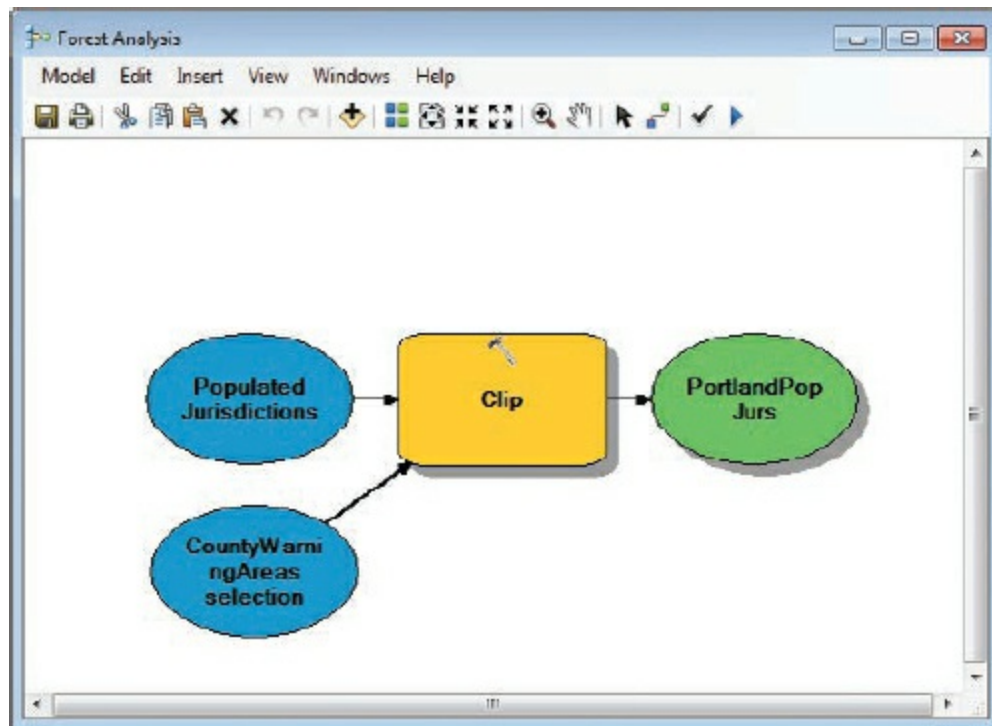 Forest Analysis
Model Edit Insert View Windows Help
Populated
Jurisdictions
Clip
PortlandPop
Jurs
CountyWarni
ngAreas
selection